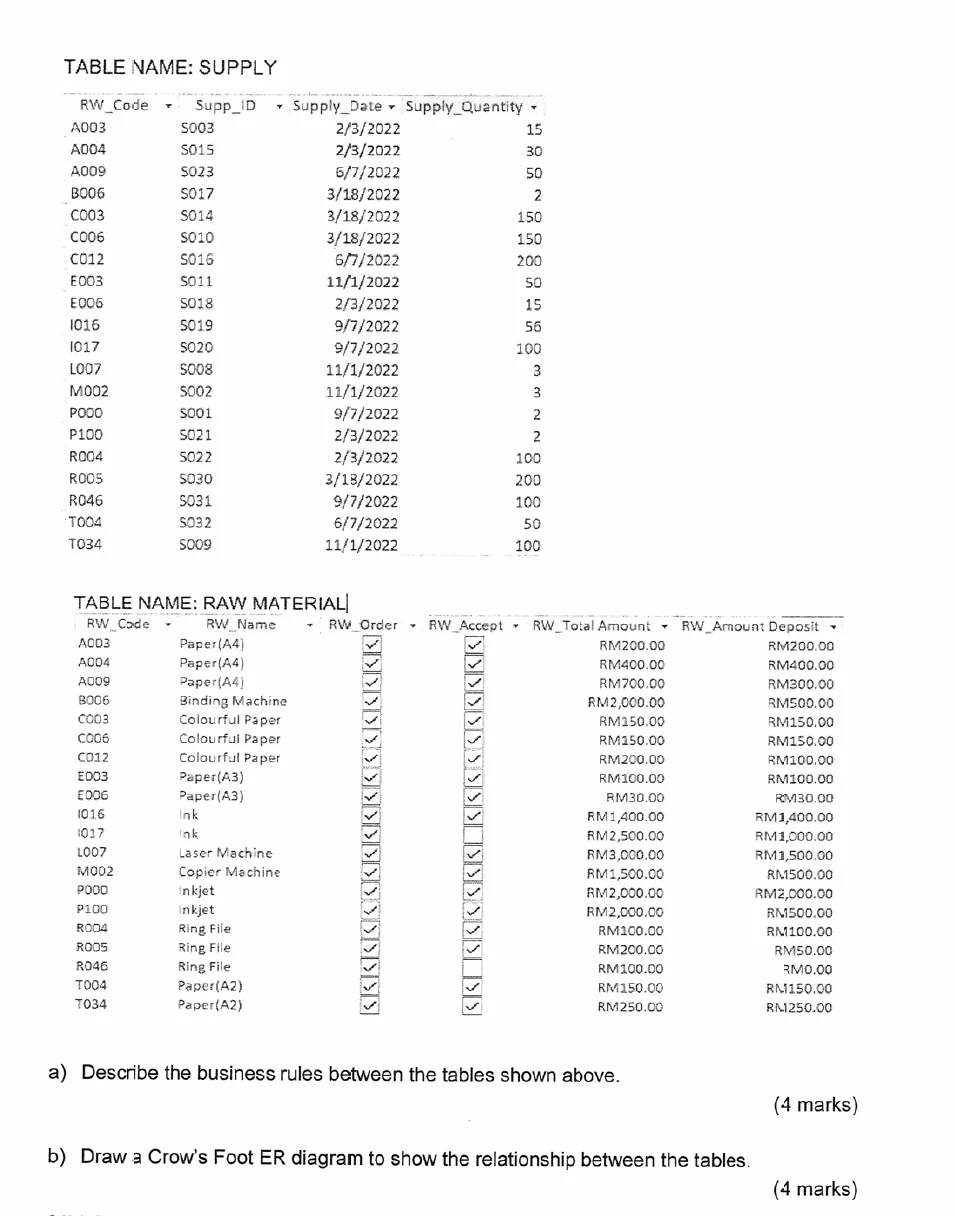 TABLE NAME: SUPPLY
RW_Code Supp_ID Supply_Date Supply_Quantity
A003 S003 2/3/2022 15
A004 S015 2/3/2022 30
A009 S023 6/7/2022 50
B006 S017 3/18/2022 2
C003 S014 3/18/2022 150
C006 S010 3/18/2022 150
C012 S016 6/7/2022 200
E003 S011 11/1/2022 50
E006 S018 2/3/2022 15
I016 S019 9/7/2022 56
I017 S020 9/7/2022 100
L007 S008 11/1/2022 3
M002 S002 11/1/2022 3
P000 S001 9/7/2022 2
P100 S021 2/3/2022 2
R004 S022 2/3/2022 100
R005 S030 3/18/2022 200
R046 S031 9/7/2022 100
T004 S032 6/7/2022 50
T034 S009 11/1/2022 100
TABLE NAME: RAW MATERIAL
RW_Code RW_Name RW_Order RW_Accept RW_Total Amount RW_Amount Deposit
A003 Paper(A4) RM200.00 RM200.00
A004 Paper(A4) RM400.00 RM400.00
A009 Paper(A4) RM700.00 RM300.00
B006 Binding Machine RM2,000.00 RM500.00
C003 Colourful Paper RM150.00 RM150.00
C006 Colourful Paper RM150.00 RM150.00
C012 Colourful Paper RM200.00 RM100.00
E003 Paper(A3) RM100.00 RM100.00
E006 Paper(A3) RM30.00 RM30.00
I016 Ink RM1,400.00 RM1,400.00
I017 Ink RM2,500.00 RM1,000.00
L007 Laser Machine RM3,000.00 RM1,500.00
M002 Copier Machine RM1,500.00 RM500.00
P000 Inkjet RM2,000.00 RM2,000.00
P100 Inkjet RM2,000.00 RM500.00
R004 Ring File RM100.00 RM100.00
R005 Ring File RM200.00 RM50.00
R046 Ring File RM100.00 RM0.00
T004 Paper(A2) RM150.00 RM150.00
T034 Paper(A2) RM250.00 RM250.00
a) Describe the business rules between the tables shown above.
(4 marks)
b) Draw a Crow's Foot ER diagram to show the relationship between the tables.
(4 marks)